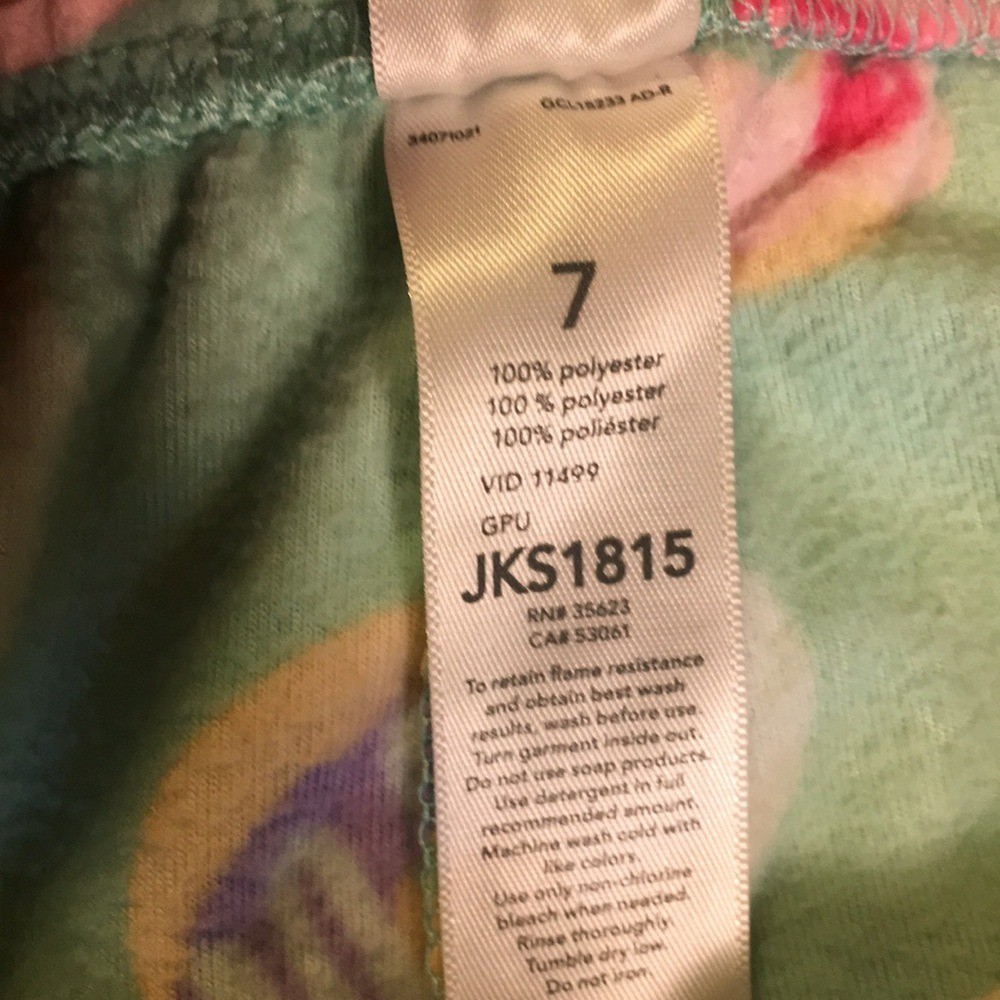 GCL18233 AD-R
34071021
7
100% polyester
100 % polyester
100% poliéster
VID 11499
GPU
JKS1815
RN# 35623
CA# 53061
To retain flame resistance
and obtain best wash
results, wash before use.
Turn garment inside out.
Do not use soap products.
Use detergent in full
recommended amount.
Machine wash cold with
like colors.
Use only non-chlorine
bleach when needed.
Rinse thoroughly.
Tumble dry low.
Do not iron.